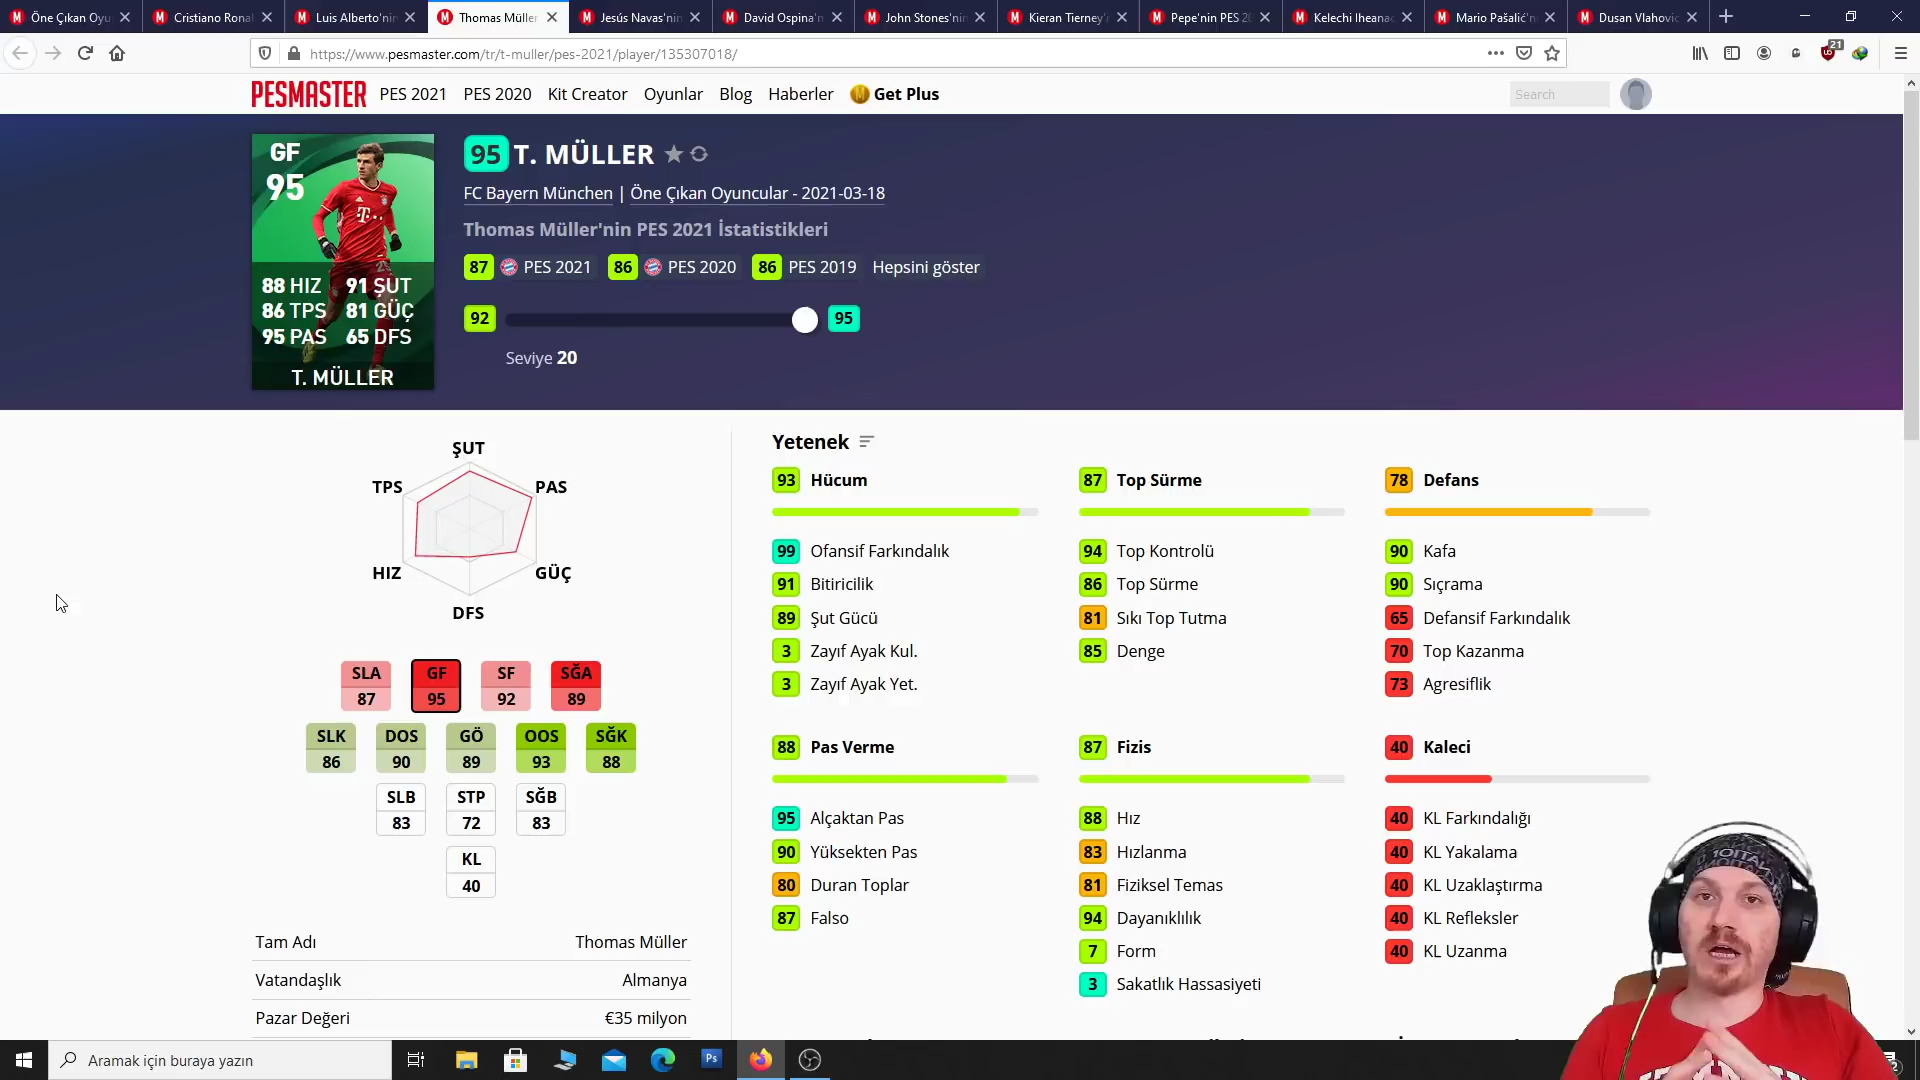 Öne Çıkan Oyu
Cristiano Ronal
Luis Alberto'nin
Thomas Müller
Jesús Navas'nin
David Ospina'n
John Stones'nin
Kieran Tierney'
Pepe'nin PES 20
Kelechi Iheanac
Mario Pašalić'n
Dusan Vlahovic
https://www.pesmaster.com/tr/t-muller/pes-2021/player/135307018/
21
PESMASTER PES 2021 PES 2020 Kit Creator Oyunlar Blog Haberler Get Plus
Search
GF
95
88 HIZ 91 ŞUT
86 TPS 81 GÜÇ
95 PAS 65 DFS
T. MÜLLER
95 T. MÜLLER
FC Bayern München | Öne Çıkan Oyuncular - 2021-03-18
Thomas Müller'nin PES 2021 İstatistikleri
87 PES 2021 86 PES 2020 86 PES 2019 Hepsini göster
92 95
Seviye 20
ŞUT
TPS PAS
HIZ GÜÇ
DFS
SLA GF SF SĞA
87 95 92 89
SLK DOS GÖ OOS SĞK
86 90 89 93 88
SLB STP SĞB
83 72 83
KL
40
Tam Adı Thomas Müller
Vatandaşlık Almanya
Pazar Değeri €35 milyon
Yetenek
93 Hücum
99 Ofansif Farkındalık
91 Bitiricilik
89 Şut Gücü
3 Zayıf Ayak Kul.
3 Zayıf Ayak Yet.
87 Top Sürme
94 Top Kontrolü
86 Top Sürme
81 Sıkı Top Tutma
85 Denge
78 Defans
90 Kafa
90 Sıçrama
65 Defansif Farkındalık
70 Top Kazanma
73 Agresiflik
88 Pas Verme
95 Alçaktan Pas
90 Yüksekten Pas
80 Duran Toplar
87 Falso
87 Fizis
88 Hız
83 Hızlanma
81 Fiziksel Temas
94 Dayanıklılık
7 Form
3 Sakatlık Hassasiyeti
40 Kaleci
40 KL Farkındalığı
40 KL Yakalama
40 KL Uzaklaştırma
40 KL Refleksler
40 KL Uzanma
Aramak için buraya yazın
Ps
2